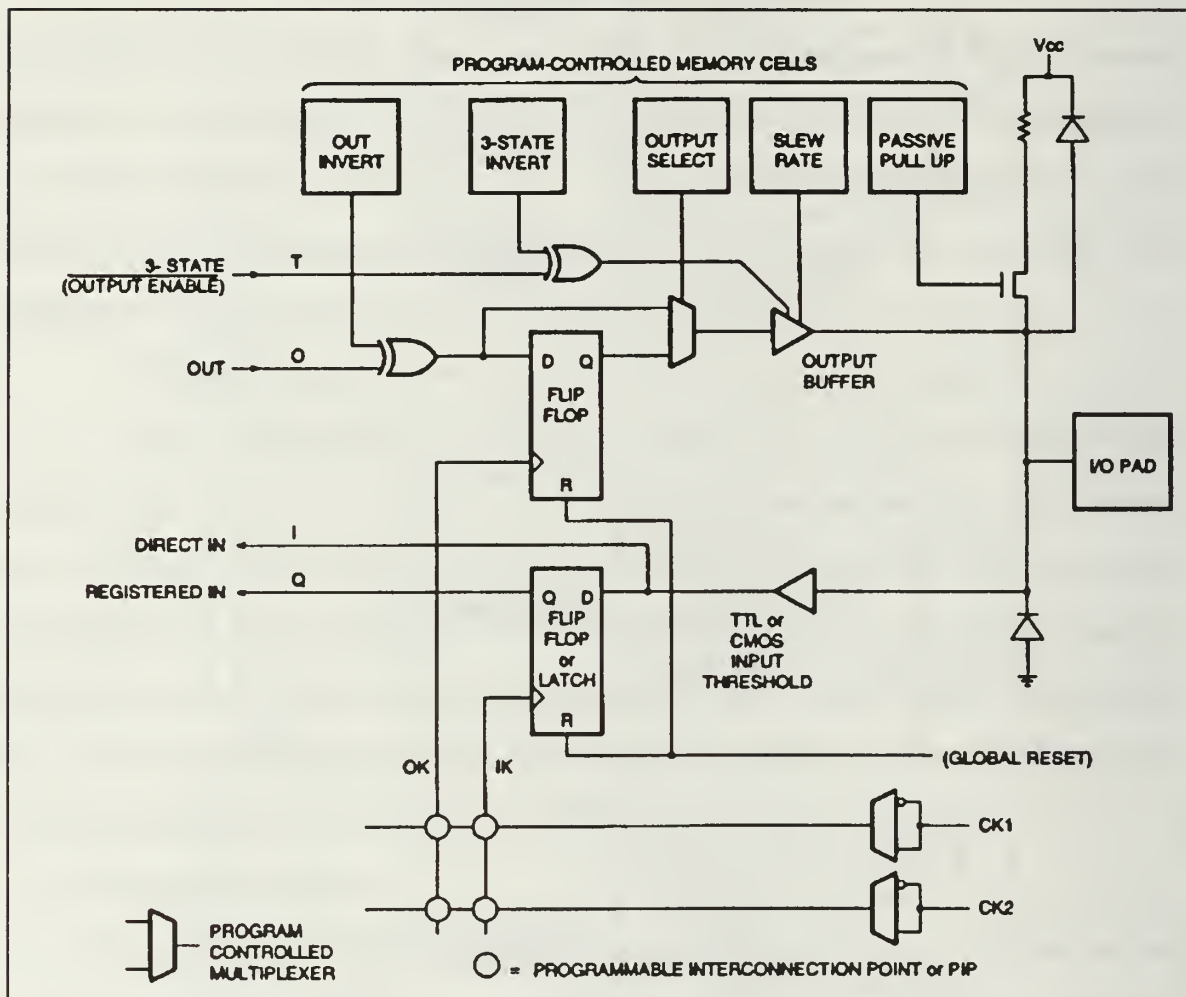 Vcc
PROGRAM-CONTROLLED MEMORY CELLS
OUT
INVERT
3-STATE
INVERT
OUTPUT
SELECT
SLEW
RATE
PASSIVE
PULL UP
3- STATE
(OUTPUT ENABLE)
T
OUT
O
D Q
FLIP
FLOP
R
OUTPUT
BUFFER
I/O PAD
DIRECT IN
I
REGISTERED IN
Q
Q D
FLIP
FLOP
or
LATCH
R
TTL or
CMOS
INPUT
THRESHOLD
OK
IK
(GLOBAL RESET)
CK1
CK2
PROGRAM
CONTROLLED
MULTIPLEXER
= PROGRAMMABLE INTERCONNECTION POINT or PIP